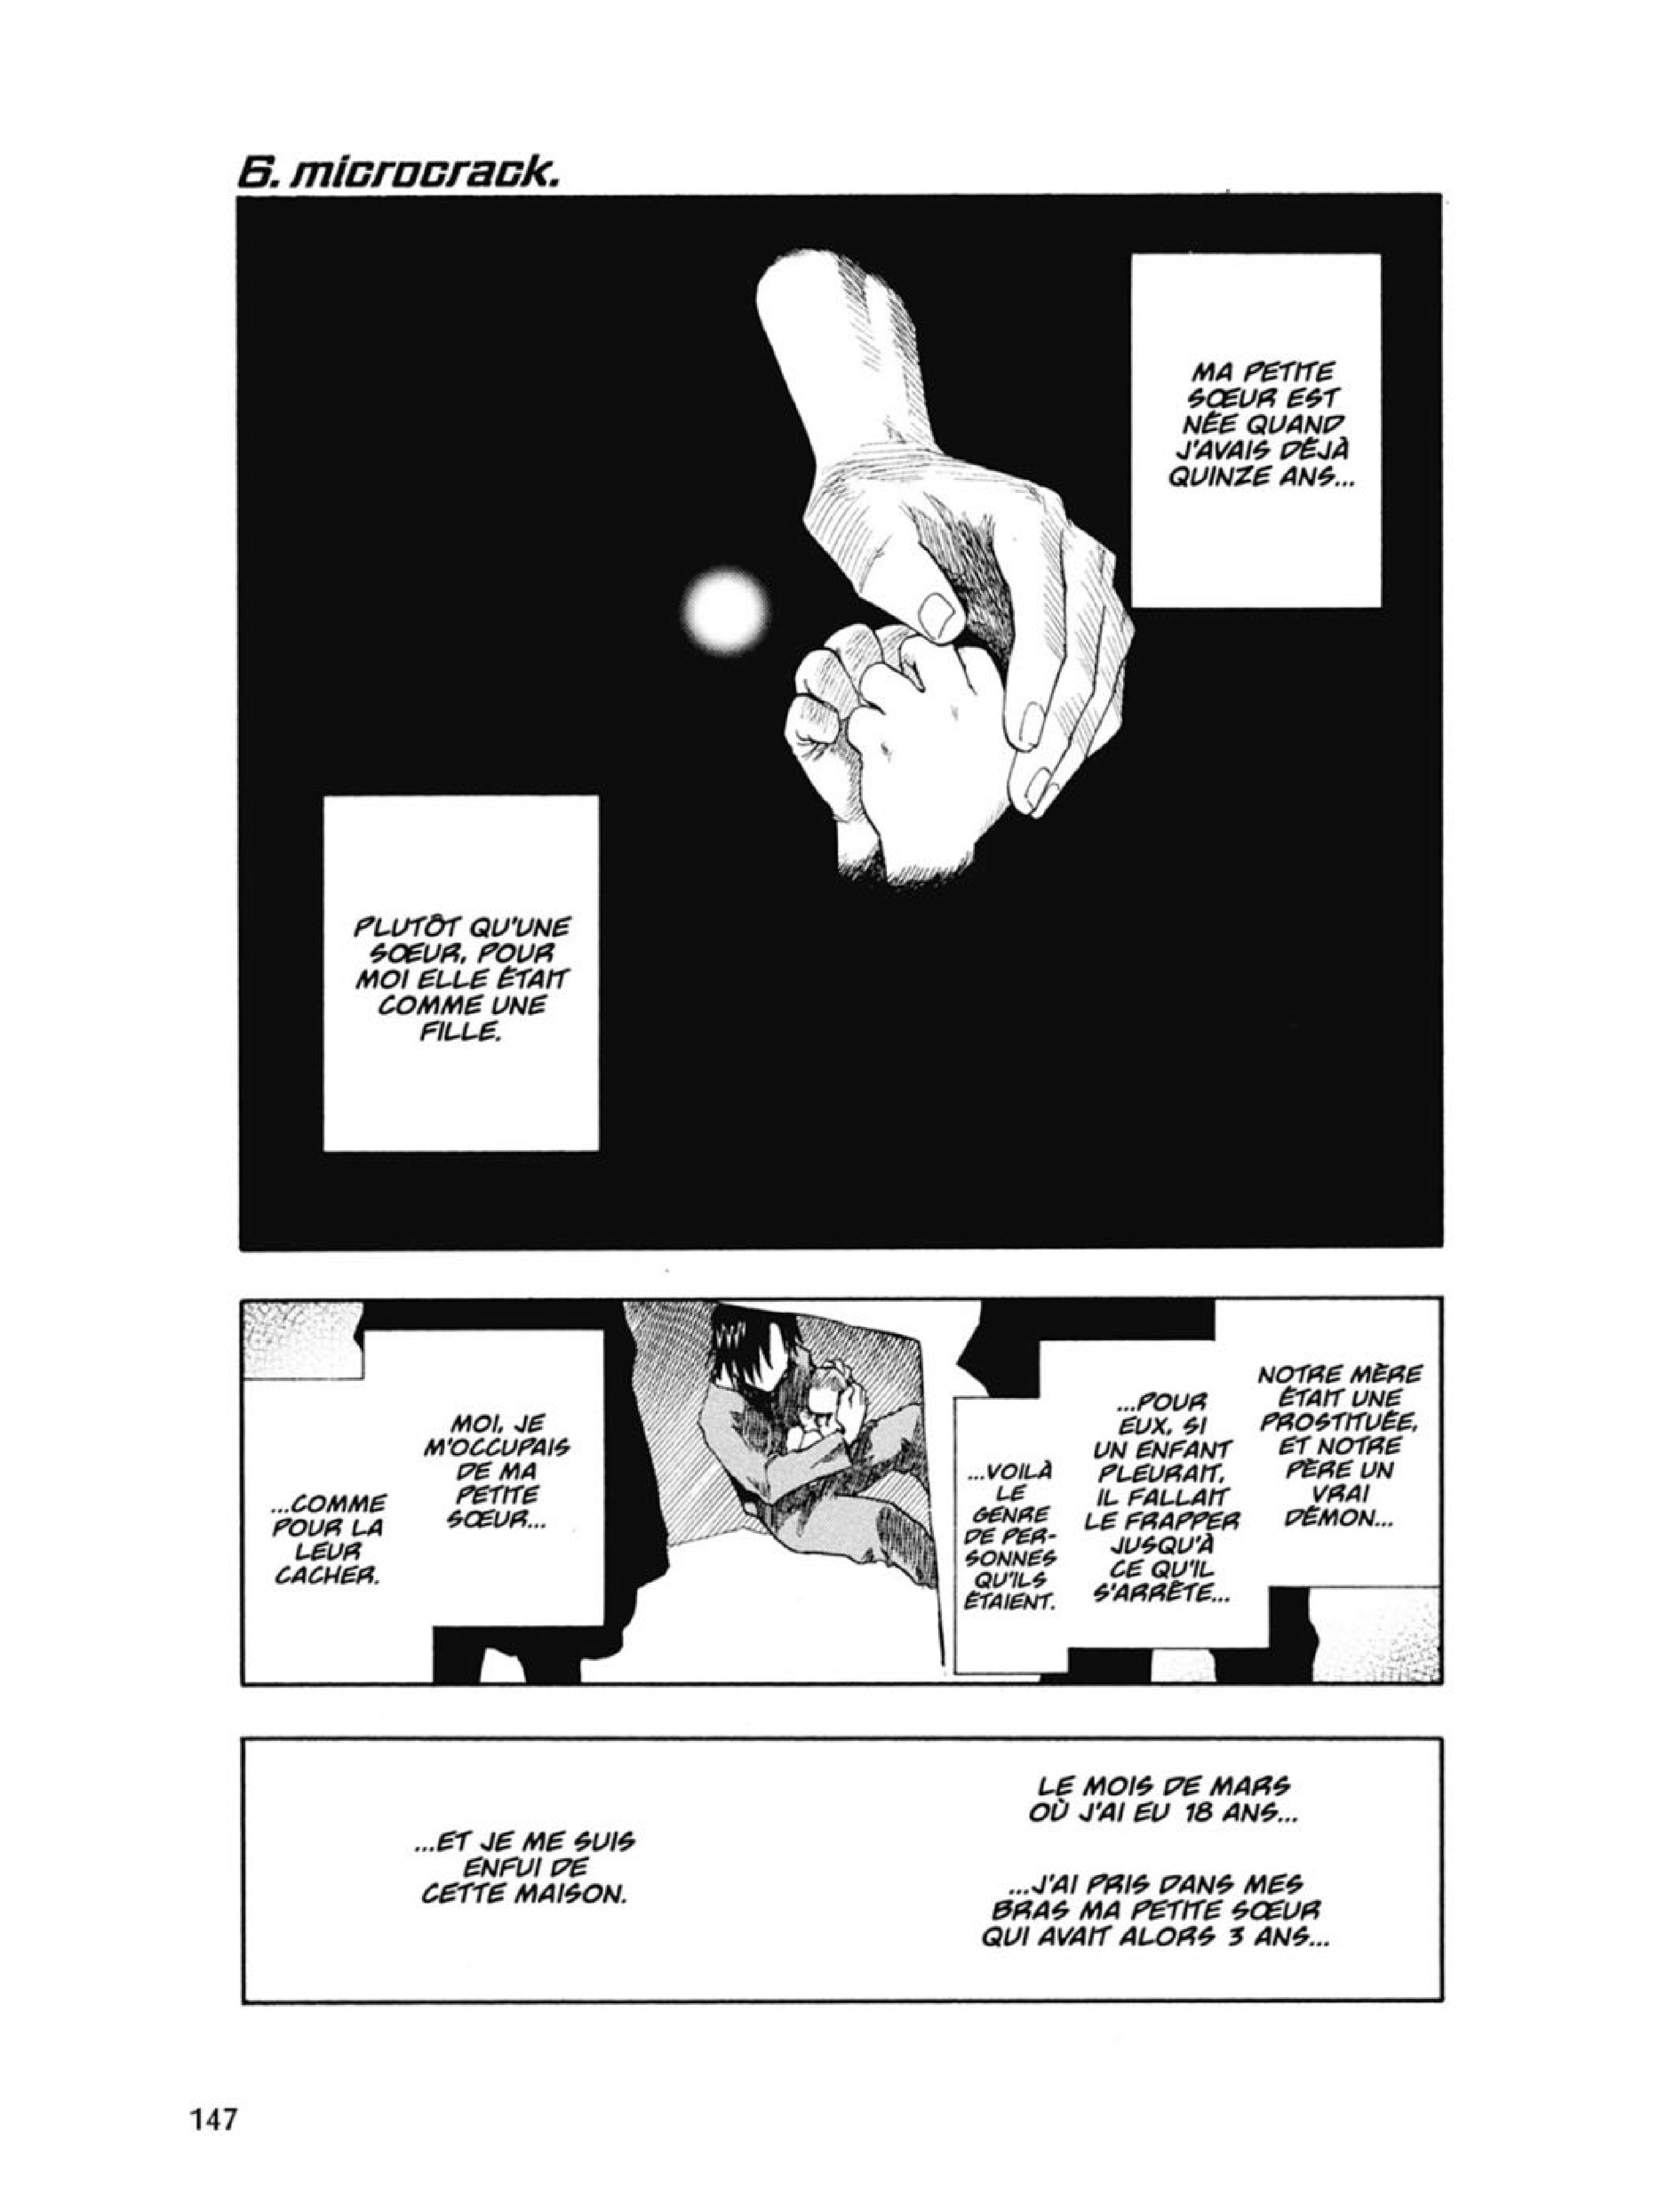 6. microcrack.
MA PETITE
SŒUR EST
NÉE QUAND
J'AVAIS DÉJÀ
QUINZE ANS...
PLUTÔT QU'UNE
SŒUR, POUR
MOI ELLE ÉTAIT
COMME UNE
FILLE.
NOTRE MÈRE
ÉTAIT UNE
PROSTITUÉE,
ET NOTRE
PÈRE UN
VRAI
DÉMON...
...POUR
EUX, SI
UN ENFANT
PLEURAIT,
IL FALLAIT
LE FRAPPER
JUSQU'À
CE QU'IL
S'ARRÊTE...
...VOILÀ
LE
GENRE
DE PER-
SONNES
QU'ILS
ÉTAIENT.
MOI, JE
M'OCCUPAIS
DE MA
PETITE
SŒUR...
...COMME
POUR LA
LEUR
CACHER.
LE MOIS DE MARS
OÙ J'AI EU 18 ANS...
...J'AI PRIS DANS MES
BRAS MA PETITE SŒUR
QUI AVAIT ALORS 3 ANS...
...ET JE ME SUIS
ENFUI DE
CETTE MAISON.
147